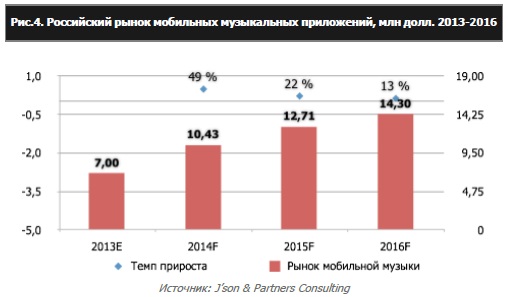 Рис.4. Российский рынок мобильных музыкальных приложений, млн долл. 2013-2016
1,0
-0,5
-2,0
-3,5
-5,0
49 %
22 %
13 %
7,00
10,43
12,71
14,30
19,00
14,25
9,50
4,75
0
2013E
2014F
2015F
2016F
Темп прироста
Рынок мобильной музыки
Источник: J'son & Partners Consulting